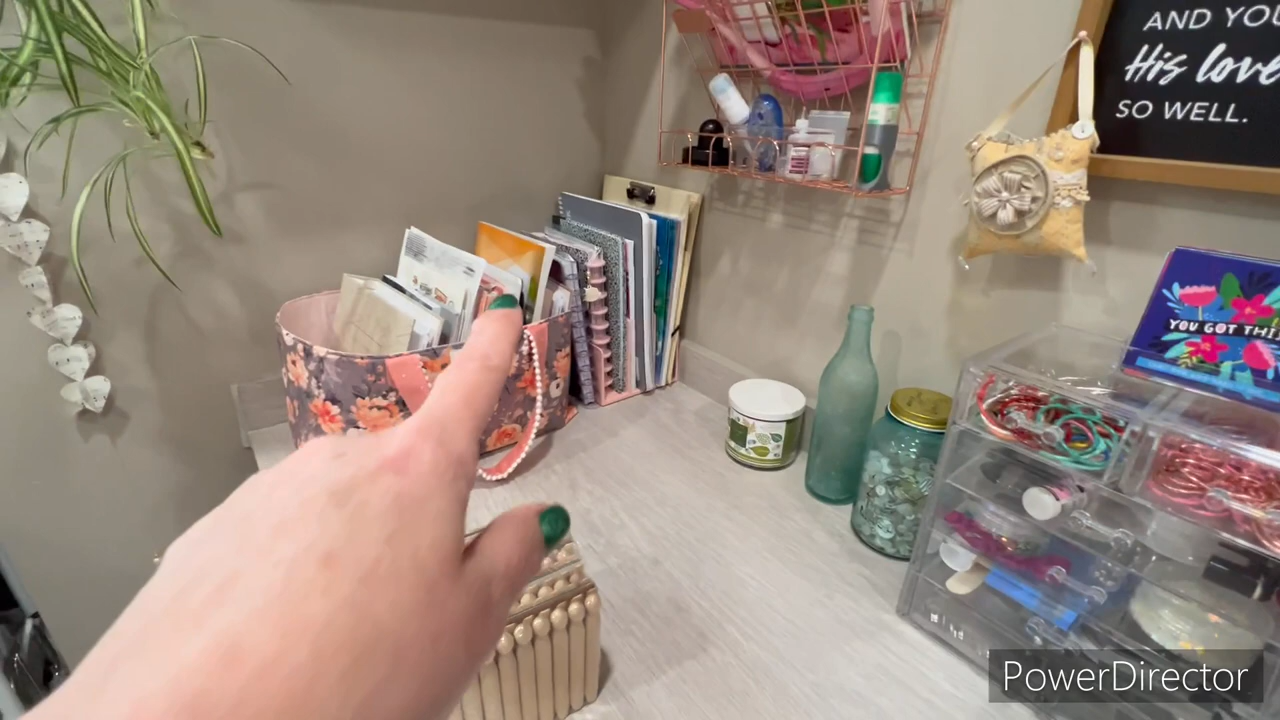 AND YOU
His love
SO WELL.
YOU GOT THI
PowerDirector